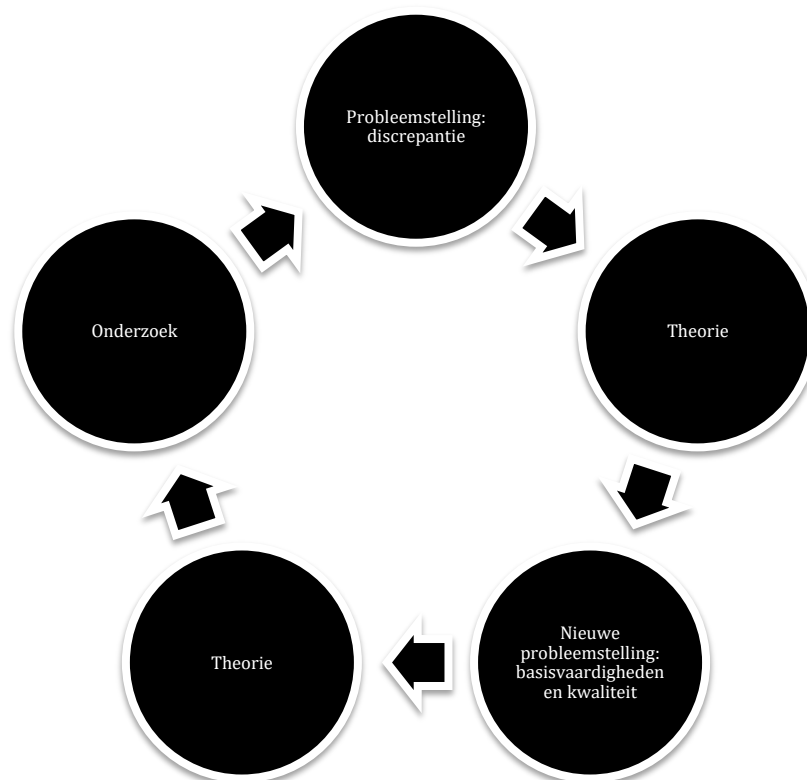 Probleemstelling:
discrepantie
Theorie
Nieuwe
probleemstelling:
basisvaardigheden
en kwaliteit
Theorie
Onderzoek